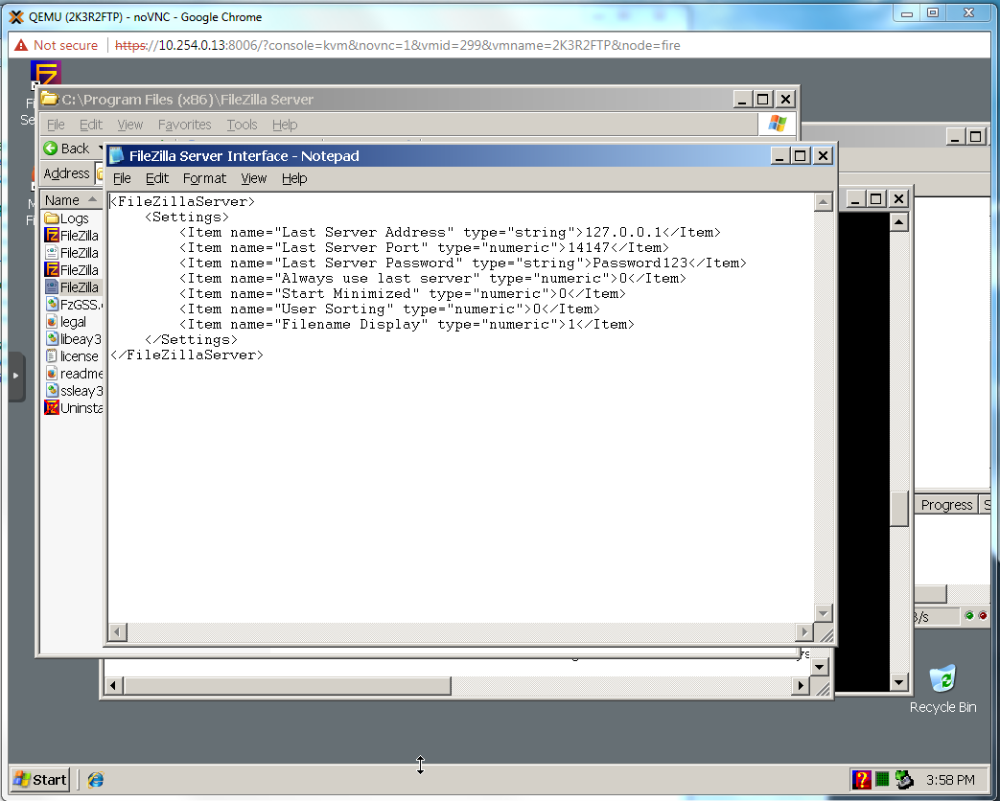 QEMU (2K3R2FTP) - noVNC - Google Chrome
Not secure https://10.254.0.13:8006/?console=kvm&novnc=1&vmid=299&vmname=2K3R2FTP&node=fire
C:\Program Files (x86)\FileZilla Server
File Edit View Favorites Tools Help
Back
Address
Name
Logs
FileZilla
FileZilla
FileZilla
FileZilla
FzGSS.
legal
libeay3
license
readme
ssleay3
Uninsta
FileZilla Server Interface - Notepad
File Edit Format View Help
<FileZillaServer>
<Settings>
<Item name="Last Server Address" type="string">127.0.0.1</Item>
<Item name="Last Server Port" type="numeric">14147</Item>
<Item name="Last Server Password" type="string">Password123</Item>
<Item name="Always use last server" type="numeric">0</Item>
<Item name="Start Minimized" type="numeric">0</Item>
<Item name="User Sorting" type="numeric">0</Item>
<Item name="Filename Display" type="numeric">1</Item>
</Settings>
</FileZillaServer>
Progress
Recycle Bin
Start
3:58 PM